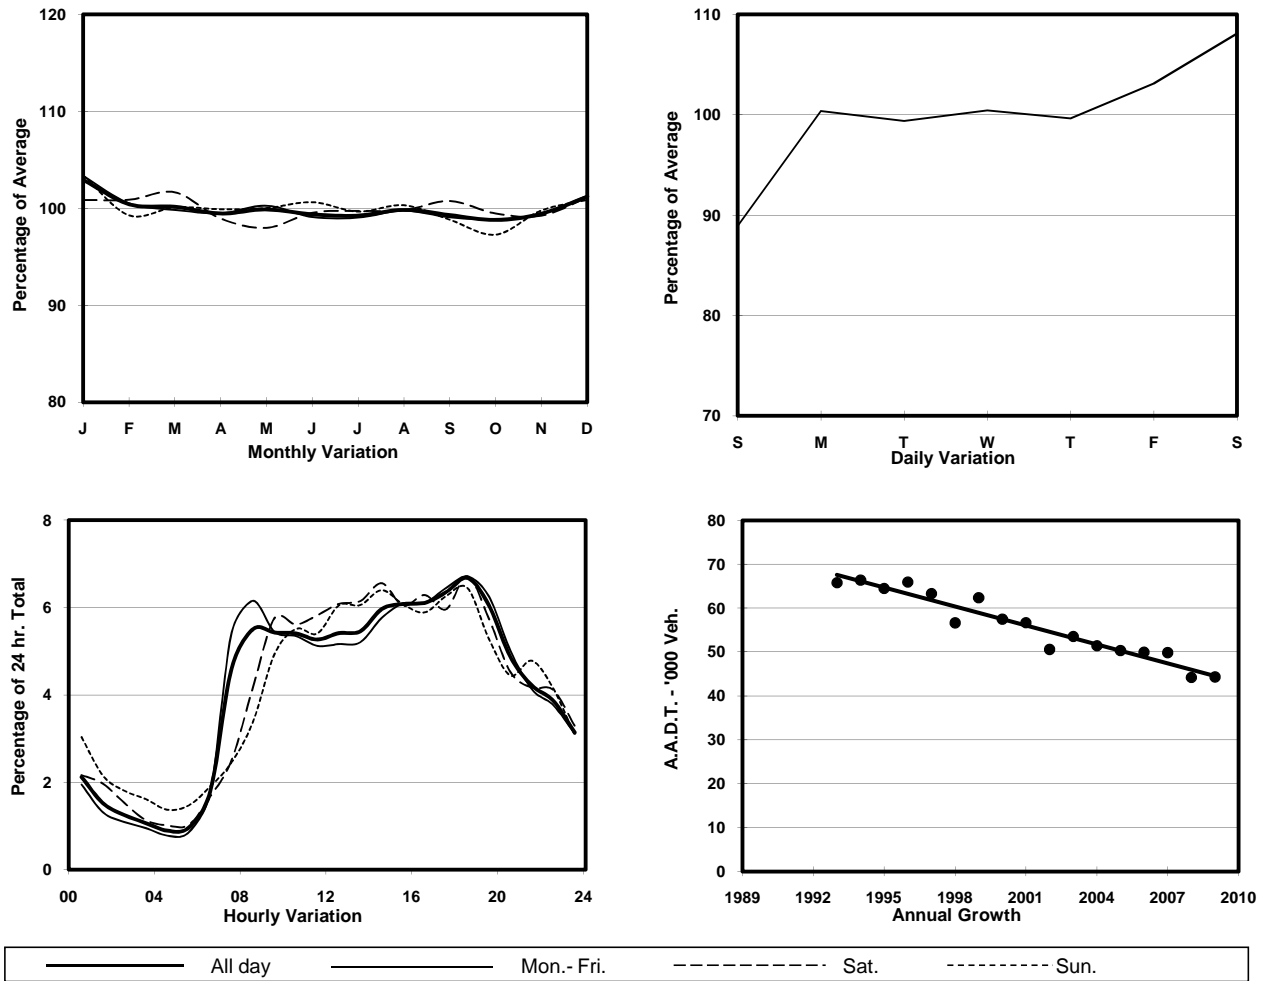 120
110
100
90
80
Percentage of Average
J F M A M J J A S O N D
Monthly Variation
110
100
90
80
70
Percentage of Average
S M T W T F S
Daily Variation
8
6
4
2
0
Percentage of 24 hr. Total
00 04 08 12 16 20 24
Hourly Variation
80
70
60
50
40
30
20
10
0
A.A.D.T. - '000 Veh.
1989 1992 1995 1998 2001 2004 2007 2010
Annual Growth
All day Mon.- Fri. Sat. Sun.